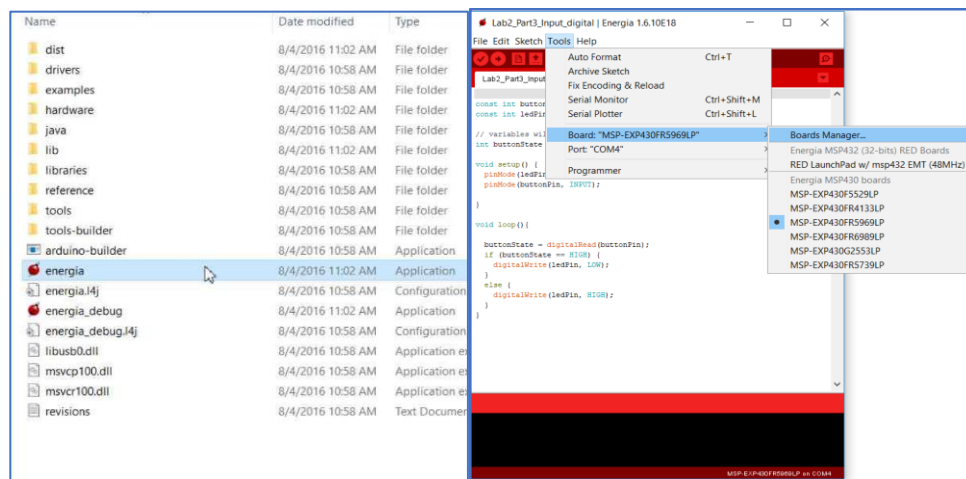 Name Date modified Type
dist 8/4/2016 11:02 AM File folder
drivers 8/4/2016 10:58 AM File folder
examples 8/4/2016 10:58 AM File folder
hardware 8/4/2016 11:02 AM File folder
java 8/4/2016 10:58 AM File folder
lib 8/4/2016 11:02 AM File folder
libraries 8/4/2016 10:58 AM File folder
reference 8/4/2016 10:58 AM File folder
tools 8/4/2016 10:58 AM File folder
tools-builder 8/4/2016 10:58 AM File folder
arduino-builder 8/4/2016 10:58 AM Application
energia 8/4/2016 11:02 AM Application
energia.l4j 8/4/2016 10:58 AM Configuration
energia_debug 8/4/2016 11:02 AM Application
energia_debug.l4j 8/4/2016 10:58 AM Configuration
libusb0.dll 8/4/2016 10:58 AM Application e
msvcp100.dll 8/4/2016 10:58 AM Application e
msvcr100.dll 8/4/2016 10:58 AM Application e
revisions 8/4/2016 10:58 AM Text Documen
Lab2_Part3_Input_digital | Energia 1.6.10E18
File Edit Sketch Tools Help
Lab2_Part3_Input
Auto Format Ctrl+T
Archive Sketch
Fix Encoding & Reload
Serial Monitor Ctrl+Shift+M
Serial Plotter Ctrl+Shift+L
Board: "MSP-EXP430FR5969LP"
Port: "COM4"
Programmer
Boards Manager...
Energia MSP432 (32-bits) RED Boards
RED LaunchPad w/ msp432 EMT (48MHz)
Energia MSP430 boards
MSP-EXP430F5529LP
MSP-EXP430FR4133LP
MSP-EXP430FR5969LP
MSP-EXP430FR6989LP
MSP-EXP430G2553LP
MSP-EXP430FR5739LP
const int button
const int ledPin
// variables wil
int buttonState
void setup() {
pinMode(ledPin
pinMode(buttonPin, INPUT);
}
void loop(){
buttonState = digitalRead(buttonPin);
if (buttonState == HIGH) {
digitalWrite(ledPin, LOW);
}
else {
digitalWrite(ledPin, HIGH);
}
}
MSP-EXP430FR5969LP on COM4